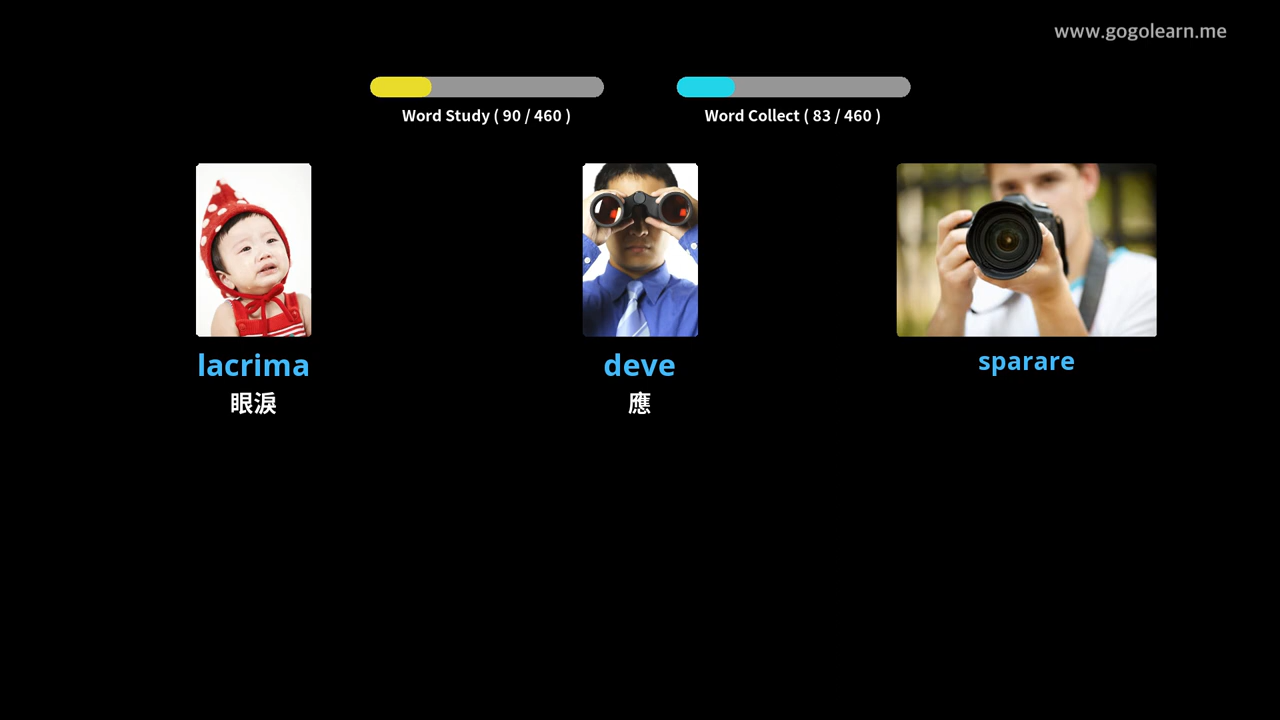 www.gogolearn.me
Word Study ( 90 / 460 )
Word Collect ( 83 / 460 )
lacrima
眼淚
deve
應
sparare